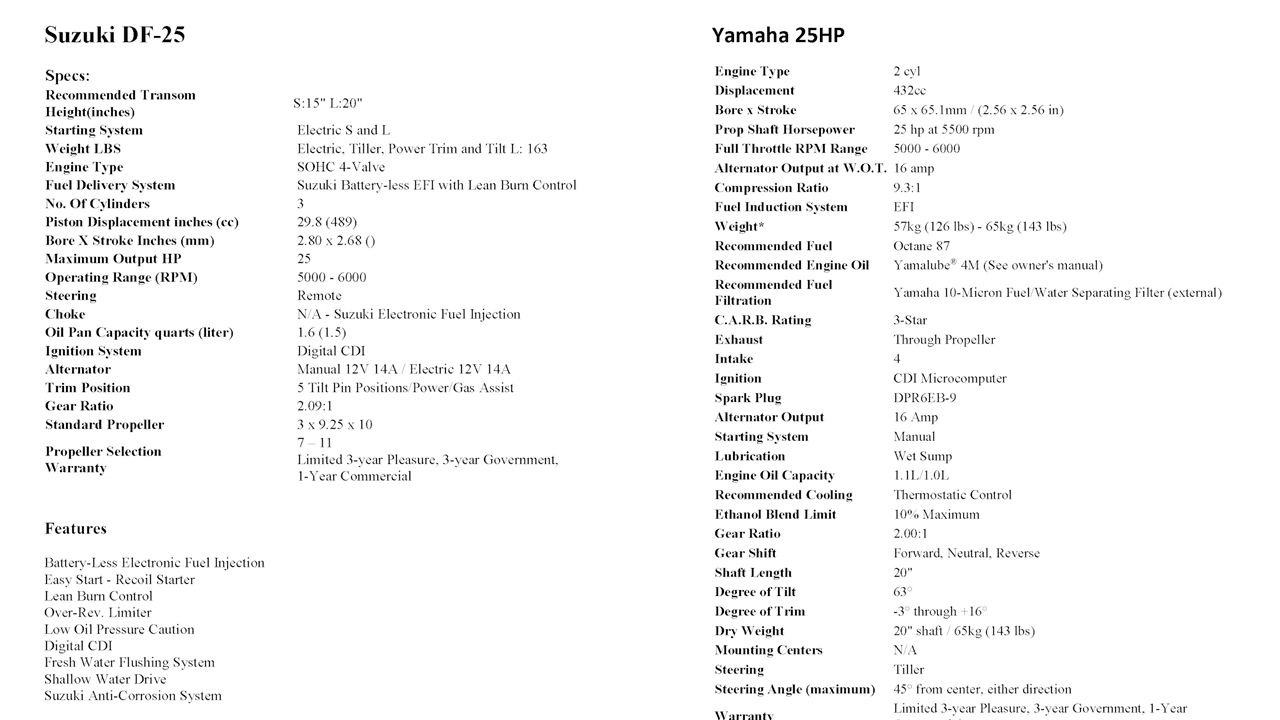 Suzuki DF-25
Specs:
Recommended Transom
Height(inches) S:15" L:20"
Starting System Electric S and L
Weight LBS Electric, Tiller, Power Trim and Tilt L: 163
Engine Type SOHC 4-Valve
Fuel Delivery System Suzuki Battery-less EFI with Lean Burn Control
No. Of Cylinders 3
Piston Displacement inches (cc) 29.8 (489)
Bore X Stroke Inches (mm) 2.80 x 2.68 ()
Maximum Output HP 25
Operating Range (RPM) 5000 - 6000
Steering Remote
Choke N/A - Suzuki Electronic Fuel Injection
Oil Pan Capacity quarts (liter) 1.6 (1.5)
Ignition System Digital CDI
Alternator Manual 12V 14A / Electric 12V 14A
Trim Position 5 Tilt Pin Positions/Power/Gas Assist
Gear Ratio 2.09:1
Standard Propeller 3 x 9.25 x 10
Propeller Selection 7 – 11
Warranty Limited 3-year Pleasure, 3-year Government,
1-Year Commercial
Features
Battery-Less Electronic Fuel Injection
Easy Start - Recoil Starter
Lean Burn Control
Over-Rev. Limiter
Low Oil Pressure Caution
Digital CDI
Fresh Water Flushing System
Shallow Water Drive
Suzuki Anti-Corrosion System
Yamaha 25HP
Engine Type 2 cyl
Displacement 432cc
Bore x Stroke 65 x 65.1mm / (2.56 x 2.56 in)
Prop Shaft Horsepower 25 hp at 5500 rpm
Full Throttle RPM Range 5000 - 6000
Alternator Output at W.O.T. 16 amp
Compression Ratio 9.3:1
Fuel Induction System EFI
Weight* 57kg (126 lbs) - 65kg (143 lbs)
Recommended Fuel Octane 87
Recommended Engine Oil Yamalube® 4M (See owner's manual)
Recommended Fuel
Filtration Yamaha 10-Micron Fuel/Water Separating Filter (external)
C.A.R.B. Rating 3-Star
Exhaust Through Propeller
Intake 4
Ignition CDI Microcomputer
Spark Plug DPR6EB-9
Alternator Output 16 Amp
Starting System Manual
Lubrication Wet Sump
Engine Oil Capacity 1.1L/1.0L
Recommended Cooling Thermostatic Control
Ethanol Blend Limit 10% Maximum
Gear Ratio 2.00:1
Gear Shift Forward, Neutral, Reverse
Shaft Length 20"
Degree of Tilt 63°
Degree of Trim -3° through +16°
Dry Weight 20" shaft / 65kg (143 lbs)
Mounting Centers N/A
Steering Tiller
Steering Angle (maximum) 45° from center, either direction
Warranty Limited 3-year Pleasure, 3-year Government, 1-Year